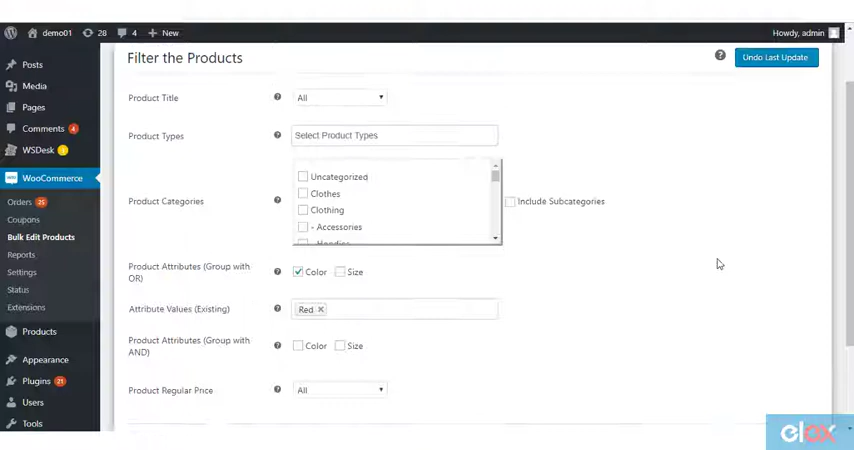 demo01 28 4 New Howdy, admin
Posts
Media
Pages
Comments 4
WSDesk 1
WooCommerce
Orders 25
Coupons
Bulk Edit Products
Reports
Settings
Status
Extensions
Products
Appearance
Plugins 21
Users
Tools
Filter the Products
? Undo Last Update
Product Title ? All
Product Types ? Select Product Types
Product Categories ?
Uncategorized
Clothes
Clothing
- Accessories
- Hoodies
Include Subcategories
Product Attributes (Group with
OR) ? Color Size
Attribute Values (Existing) ? Red ×
Product Attributes (Group with
AND) ? Color Size
Product Regular Price ? All
elex